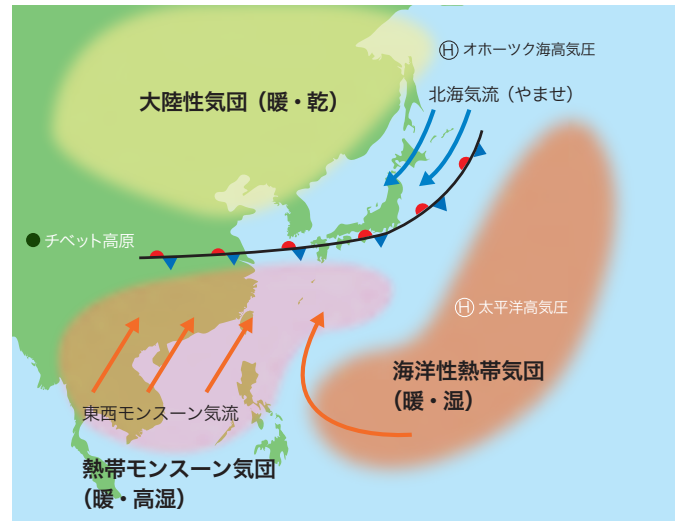 Ⓗ オホーツク海高気圧
大陸性気団（暖・乾）
北海気流（やませ）
チベット高原
Ⓗ 太平洋高気圧
海洋性熱帯気団
（暖・湿）
東西モンスーン気流
熱帯モンスーン気団
（暖・高湿）